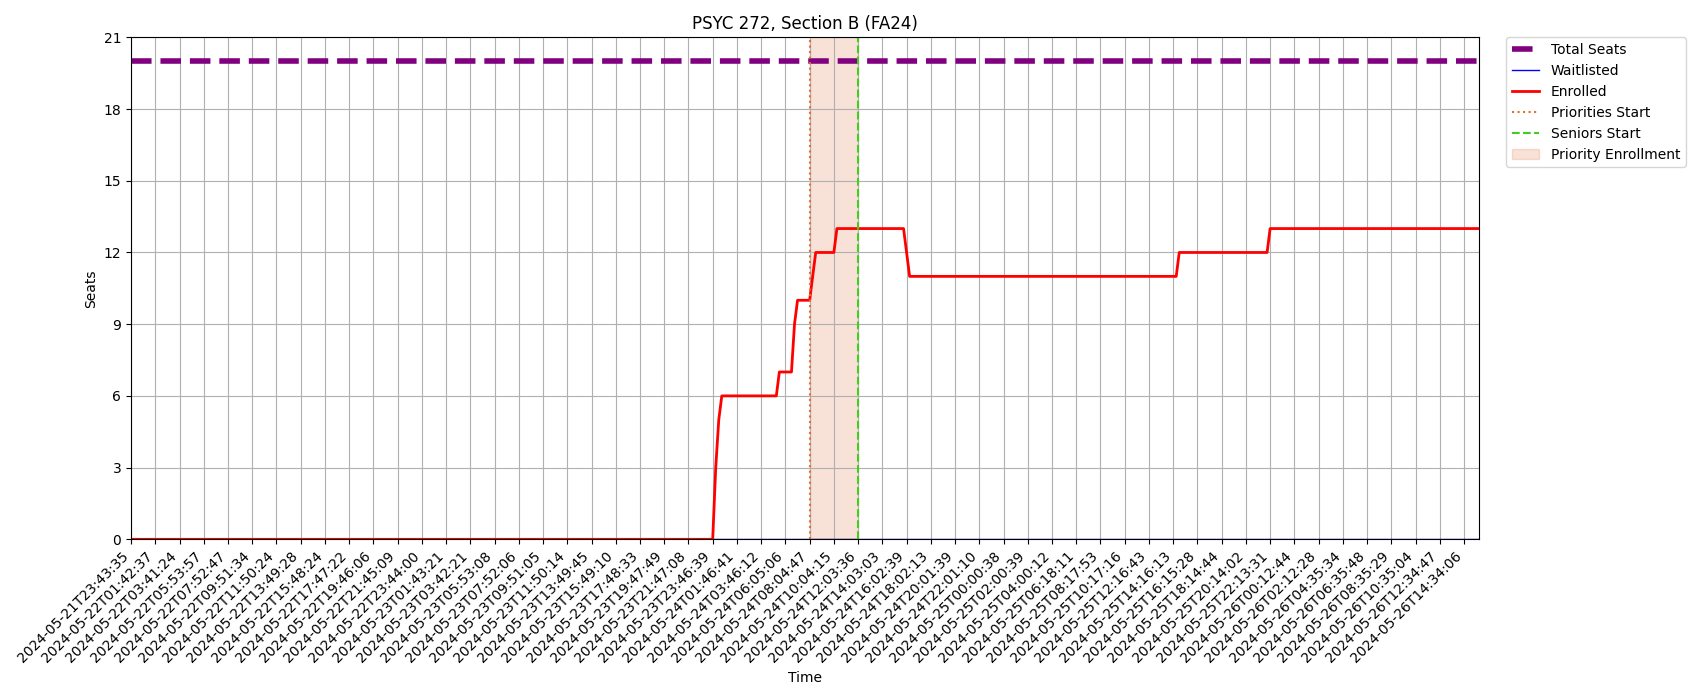 PSYC 272, Section B (FA24)
21
18
15
12
9
6
3
0
Seats
Total Seats
Waitlisted
Enrolled
Priorities Start
Seniors Start
Priority Enrollment
2024-05-21T23:43:35
2024-05-22T01:42:37
2024-05-22T03:41:24
2024-05-22T05:53:57
2024-05-22T07:52:47
2024-05-22T09:51:34
2024-05-22T11:50:24
2024-05-22T13:49:28
2024-05-22T15:48:24
2024-05-22T17:47:22
2024-05-22T19:46:06
2024-05-22T21:45:09
2024-05-22T23:44:00
2024-05-23T01:43:21
2024-05-23T03:42:21
2024-05-23T05:53:08
2024-05-23T07:52:06
2024-05-23T09:51:05
2024-05-23T11:50:14
2024-05-23T13:49:45
2024-05-23T15:49:10
2024-05-23T17:48:33
2024-05-23T19:47:49
2024-05-23T21:47:08
2024-05-23T23:46:39
2024-05-24T01:46:41
2024-05-24T03:46:12
2024-05-24T06:05:06
2024-05-24T08:04:47
2024-05-24T10:04:15
2024-05-24T12:03:36
2024-05-24T14:03:03
2024-05-24T16:02:39
2024-05-24T18:02:13
2024-05-24T20:01:39
2024-05-24T22:01:10
2024-05-25T00:00:38
2024-05-25T02:00:39
2024-05-25T04:00:12
2024-05-25T06:18:11
2024-05-25T08:17:53
2024-05-25T10:17:16
2024-05-25T12:16:43
2024-05-25T14:16:13
2024-05-25T16:15:28
2024-05-25T18:14:44
2024-05-25T20:14:02
2024-05-25T22:13:31
2024-05-26T00:12:44
2024-05-26T02:12:28
2024-05-26T04:35:34
2024-05-26T06:35:48
2024-05-26T08:35:29
2024-05-26T10:35:04
2024-05-26T12:34:47
2024-05-26T14:34:06
Time